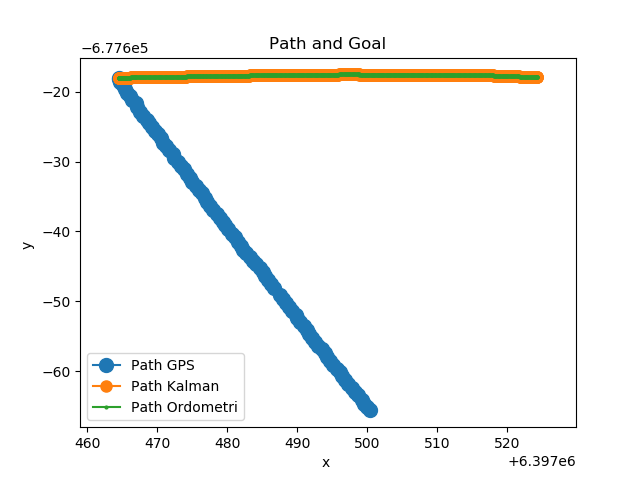 Path and Goal
−6.776e5
−20
−30
−40
−50
−60
y
Path GPS
Path Kalman
Path Ordometri
460 470 480 490 500 510 520
x
+6.397e6